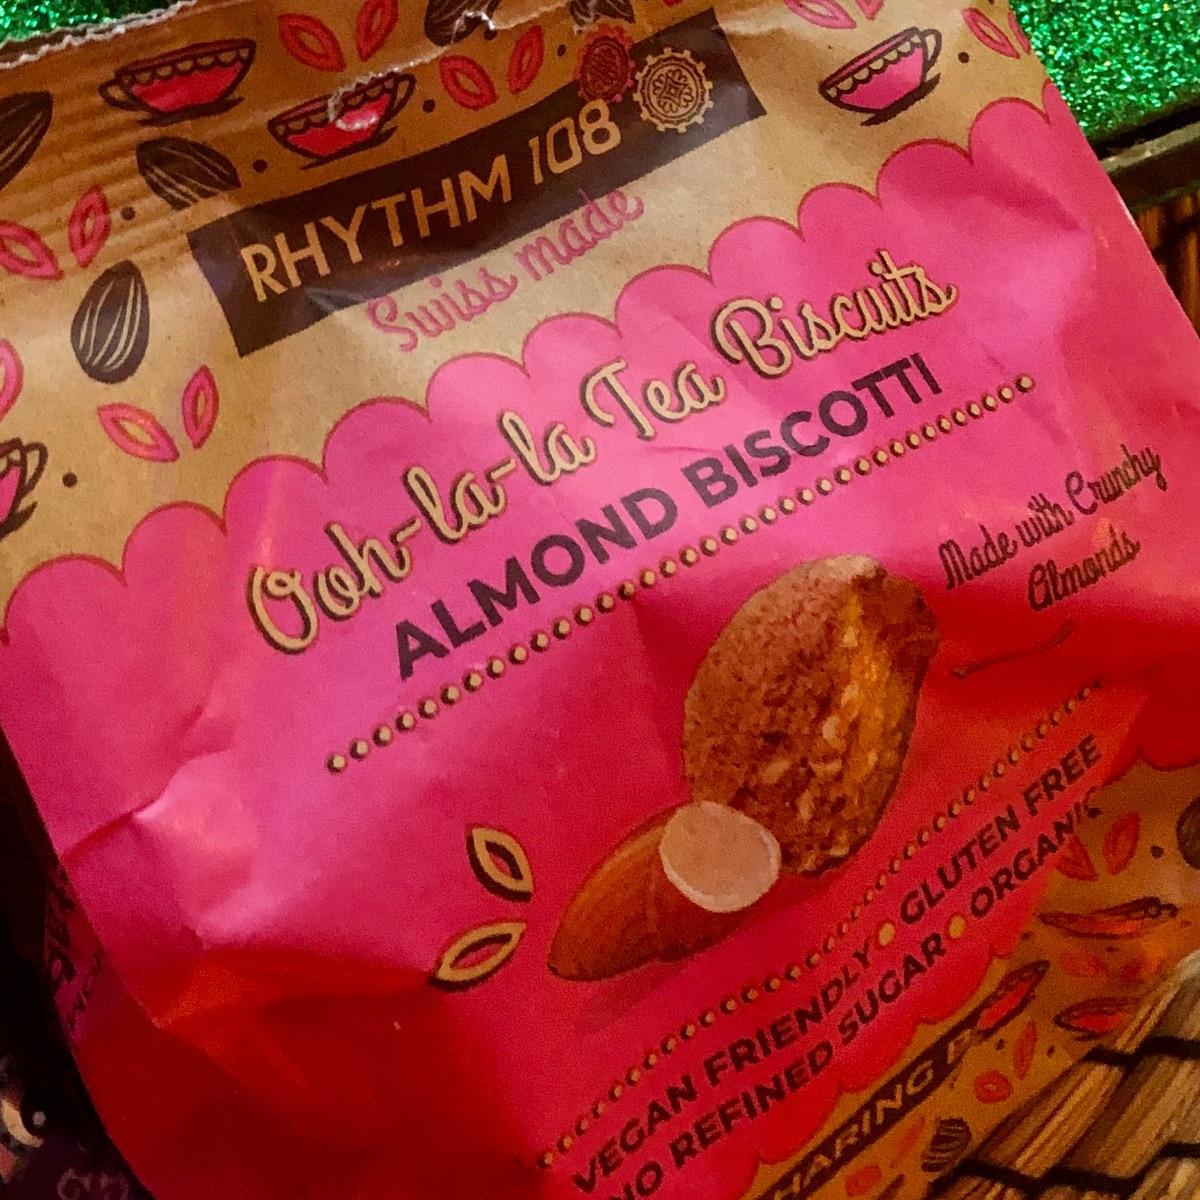 RHYTHM 108
Swiss made
Ooh-la-la Tea Biscuits
ALMOND BISCOTTI
Made with Crunchy
Almonds
VEGAN FRIENDLY • GLUTEN FREE
NO REFINED SUGAR • ORGANIC